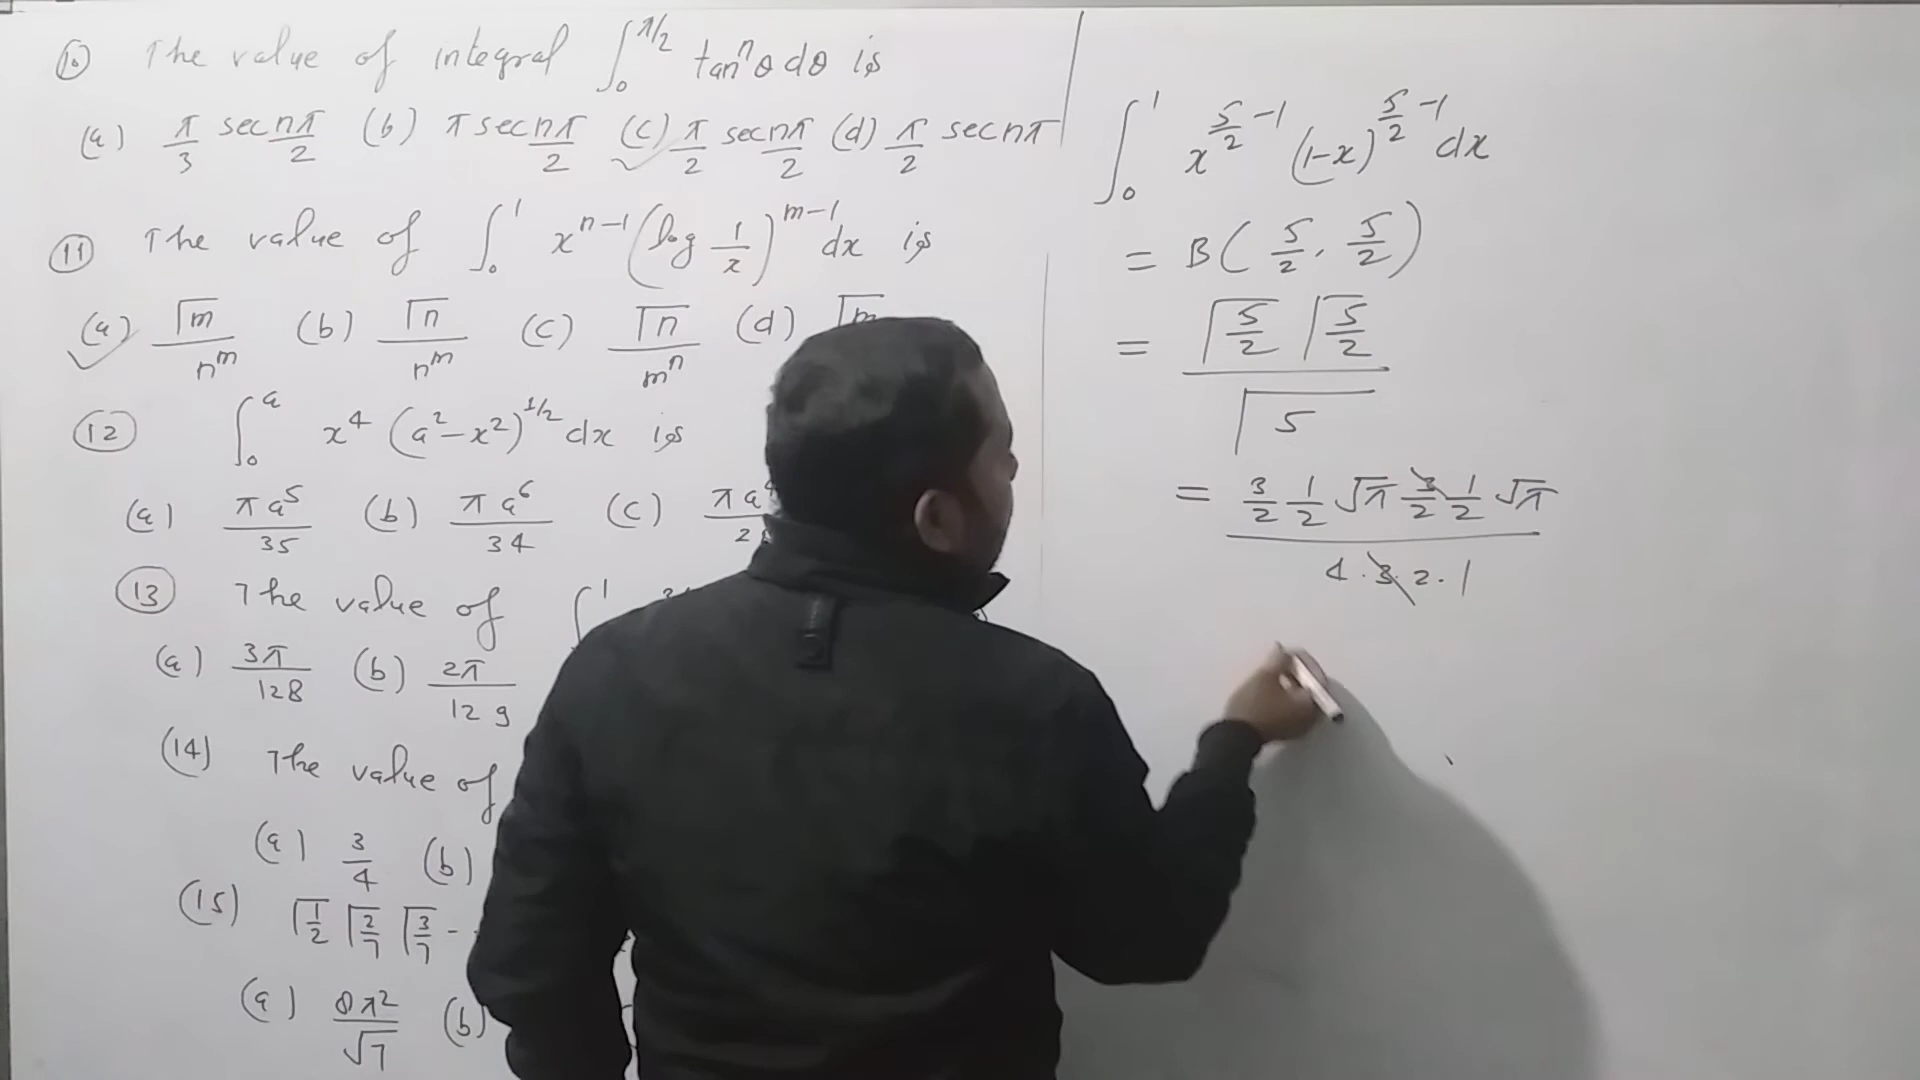 ⑩ The value of integral ∫₀^{π/2} tanⁿθ dθ is
(a) π/3 sec nπ/2 (b) π sec nπ/2 (c) π/2 sec nπ/2 (d) π/2 sec nπ
⑪ The value of ∫₀¹ x^{n-1} (log 1/x)^{m-1} dx is
(a) Γm/n^m (b) Γn/n^m (c) Γn/m^n (d) Γm
⑫ ∫₀^a x⁴ (a²-x²)^{1/2} dx is
(a) πa⁵/35 (b) πa⁶/34 (c)
⑬ The value of ∫₀¹
(a) 3π/128 (b) 2π/129
(14) The value of
(a) 3/4 (b)
(15) Γ1/2 Γ2/7 Γ3/7 - -
(a) 8π²/√7 (b)
∫₀¹ x^{5/2 -1} (1-x)^{5/2 -1} dx
= B(5/2, 5/2)
= Γ5/2 Γ5/2 / Γ5
= 3/2 1/2 √π 3/2 1/2 √π / 4.3.2.1